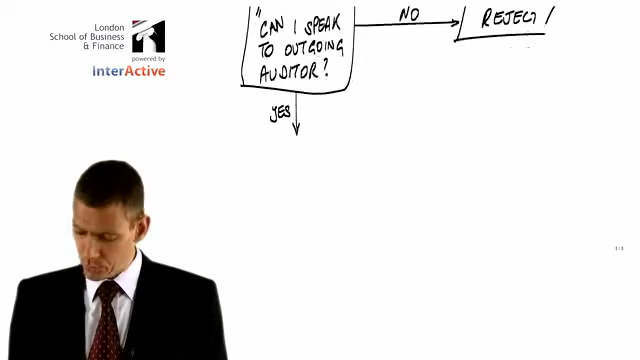 London
School of Business
& Finance
powered by
InterActive
"CAN I SPEAK
TO OUTGOING
AUDITOR?
NO
REJECT/
YES